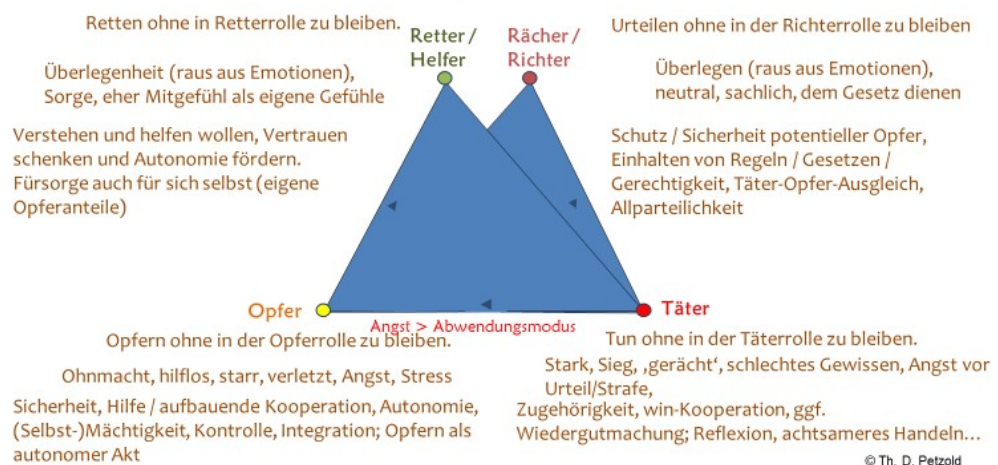 Retten ohne in Retterrolle zu bleiben.
Retter /
Helfer
Rächer /
Richter
Urteilen ohne in der Richterrolle zu bleiben
Überlegenheit (raus aus Emotionen),
Sorge, eher Mitgefühl als eigene Gefühle
Überlegen (raus aus Emotionen),
neutral, sachlich, dem Gesetz dienen
Verstehen und helfen wollen, Vertrauen
schenken und Autonomie fördern.
Fürsorge auch für sich selbst (eigene
Opferanteile)
Schutz / Sicherheit potentieller Opfer,
Einhalten von Regeln / Gesetzen /
Gerechtigkeit, Täter-Opfer-Ausgleich,
Allparteilichkeit
Opfer
Täter
Angst > Abwendungsmodus
Opfern ohne in der Opferrolle zu bleiben.
Ohnmacht, hilflos, starr, verletzt, Angst, Stress
Sicherheit, Hilfe / aufbauende Kooperation, Autonomie,
(Selbst-)Mächtigkeit, Kontrolle, Integration; Opfern als
autonomer Akt
Tun ohne in der Täterrolle zu bleiben.
Stark, Sieg, ‚gerächt‘, schlechtes Gewissen, Angst vor
Urteil/Strafe,
Zugehörigkeit, win-Kooperation, ggf.
Wiedergutmachung; Reflexion, achtsameres Handeln…
© Th. D. Petzold